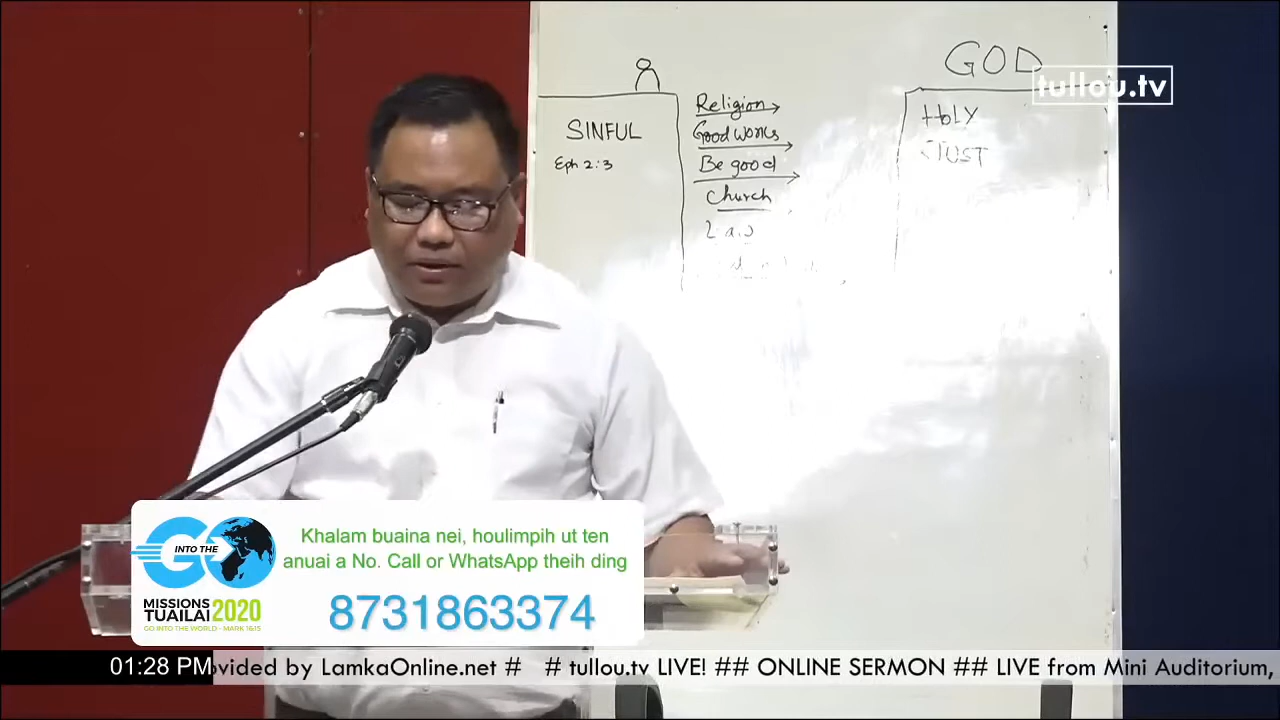 GOD
tullou.tv
SINFUL
Eph 2:3
Religion
Good works
Be good
Church
Law
HOLY
JUST
GO
INTO THE
MISSIONS
TUAILAI 2020
GO INTO THE WORLD - MARK 16:15
Khalam buaina nei, houlimpih ut ten
anuai a No. Call or WhatsApp theih ding
8731863374
01:28 PM
ovided by LamkaOnline.net # # tullou.tv LIVE! ## ONLINE SERMON ## LIVE from Mini Auditorium,